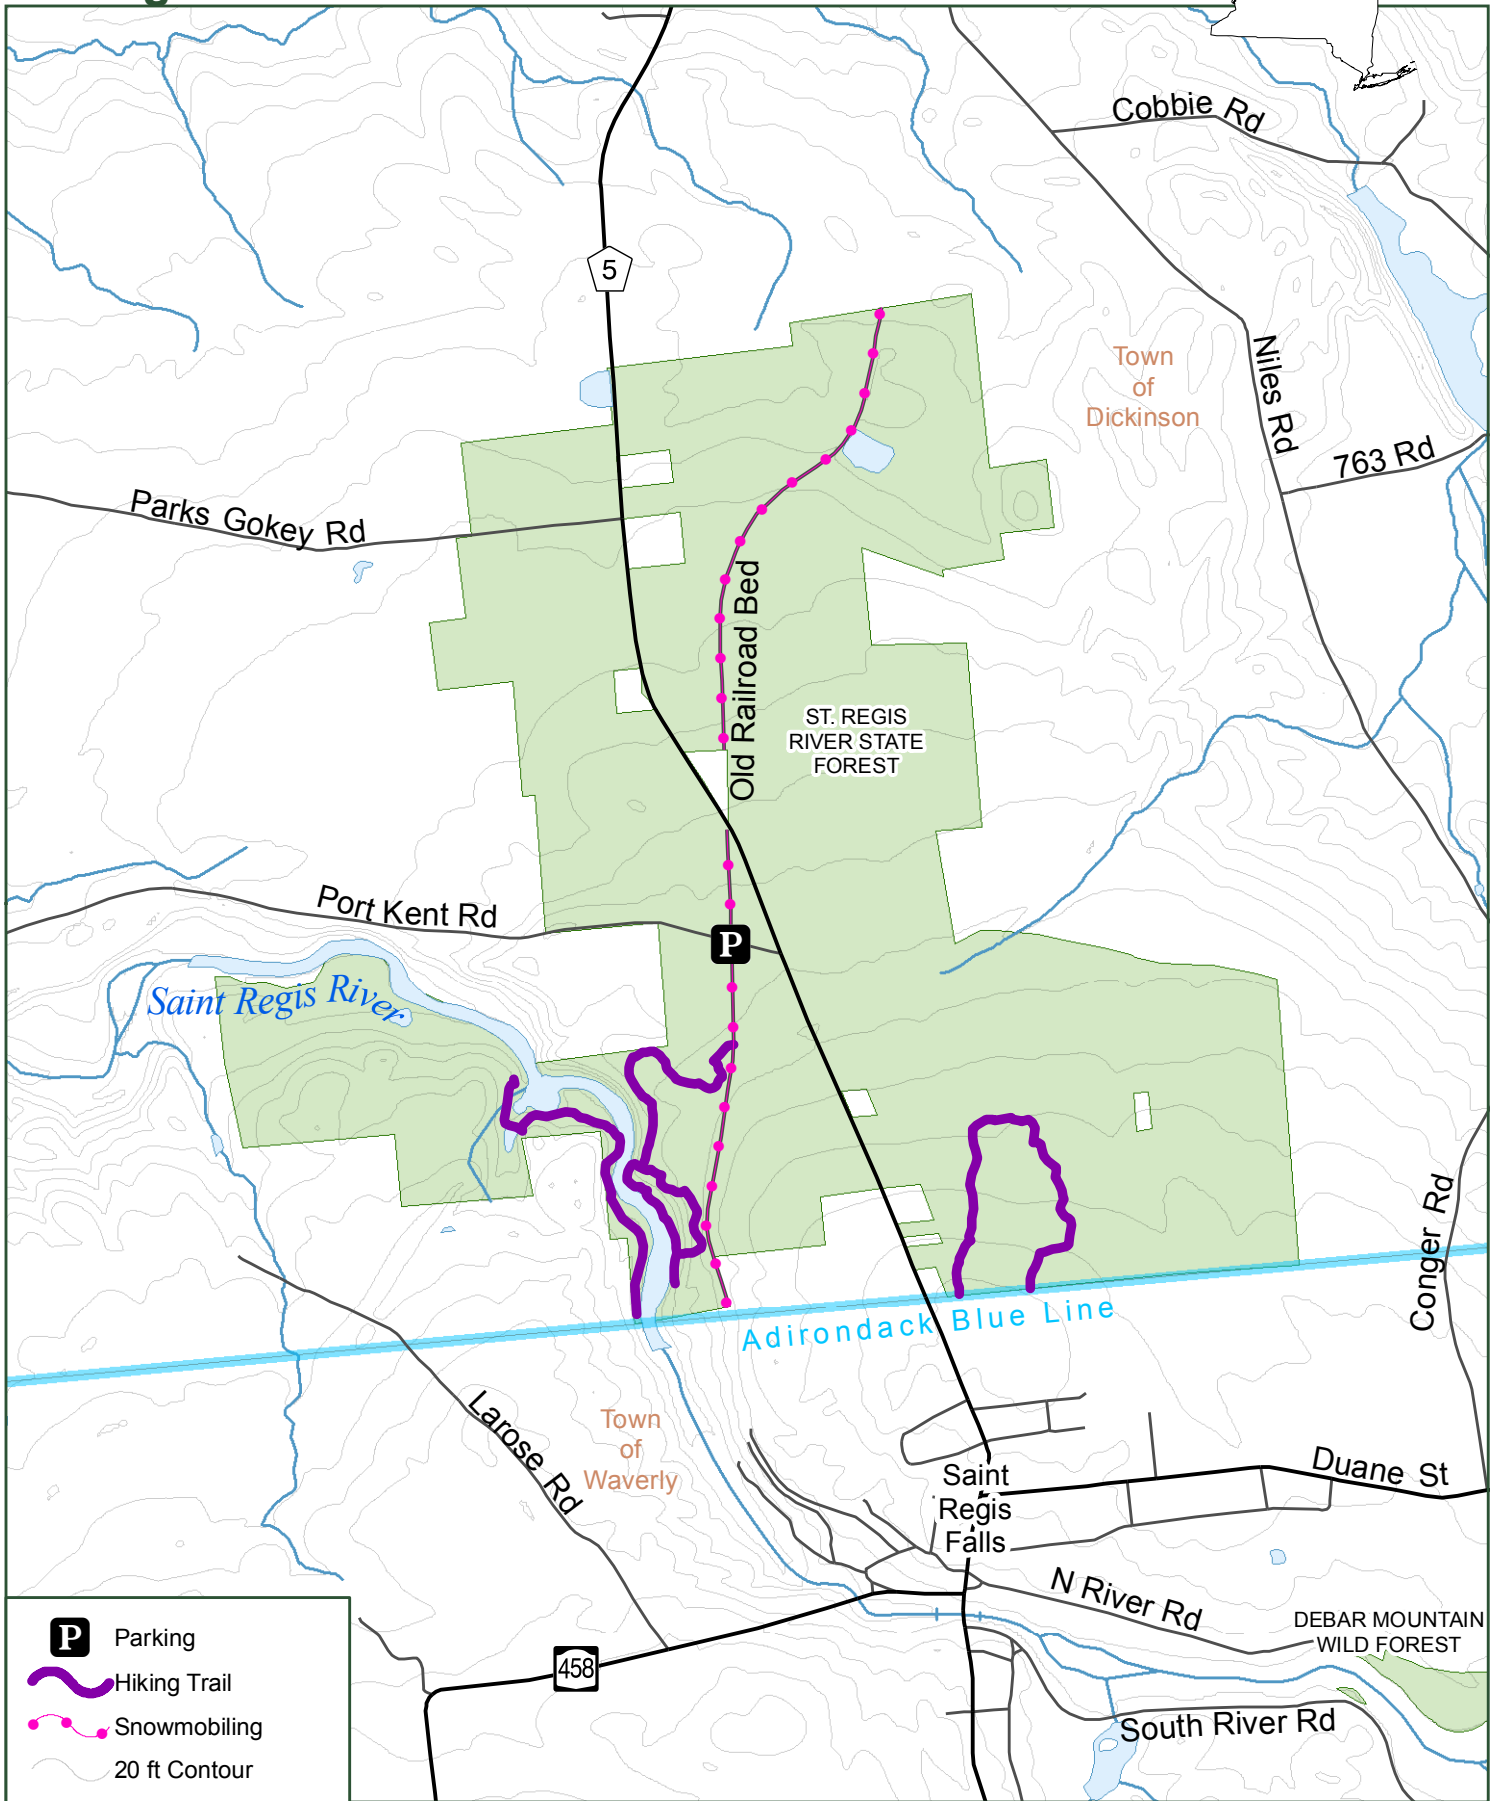 Cobbie Rd
5
Town
of
Dickinson
Niles Rd
763 Rd
Parks Gokey Rd
Old Railroad Bed
ST. REGIS
RIVER STATE
FOREST
Port Kent Rd
P
Saint Regis River
Conger Rd
Adirondack Blue Line
Larose Rd
Town
of
Waverly
Saint
Regis
Falls
Duane St
N River Rd
DEBAR MOUNTAIN
WILD FOREST
458
South River Rd
P Parking
Hiking Trail
Snowmobiling
20 ft Contour